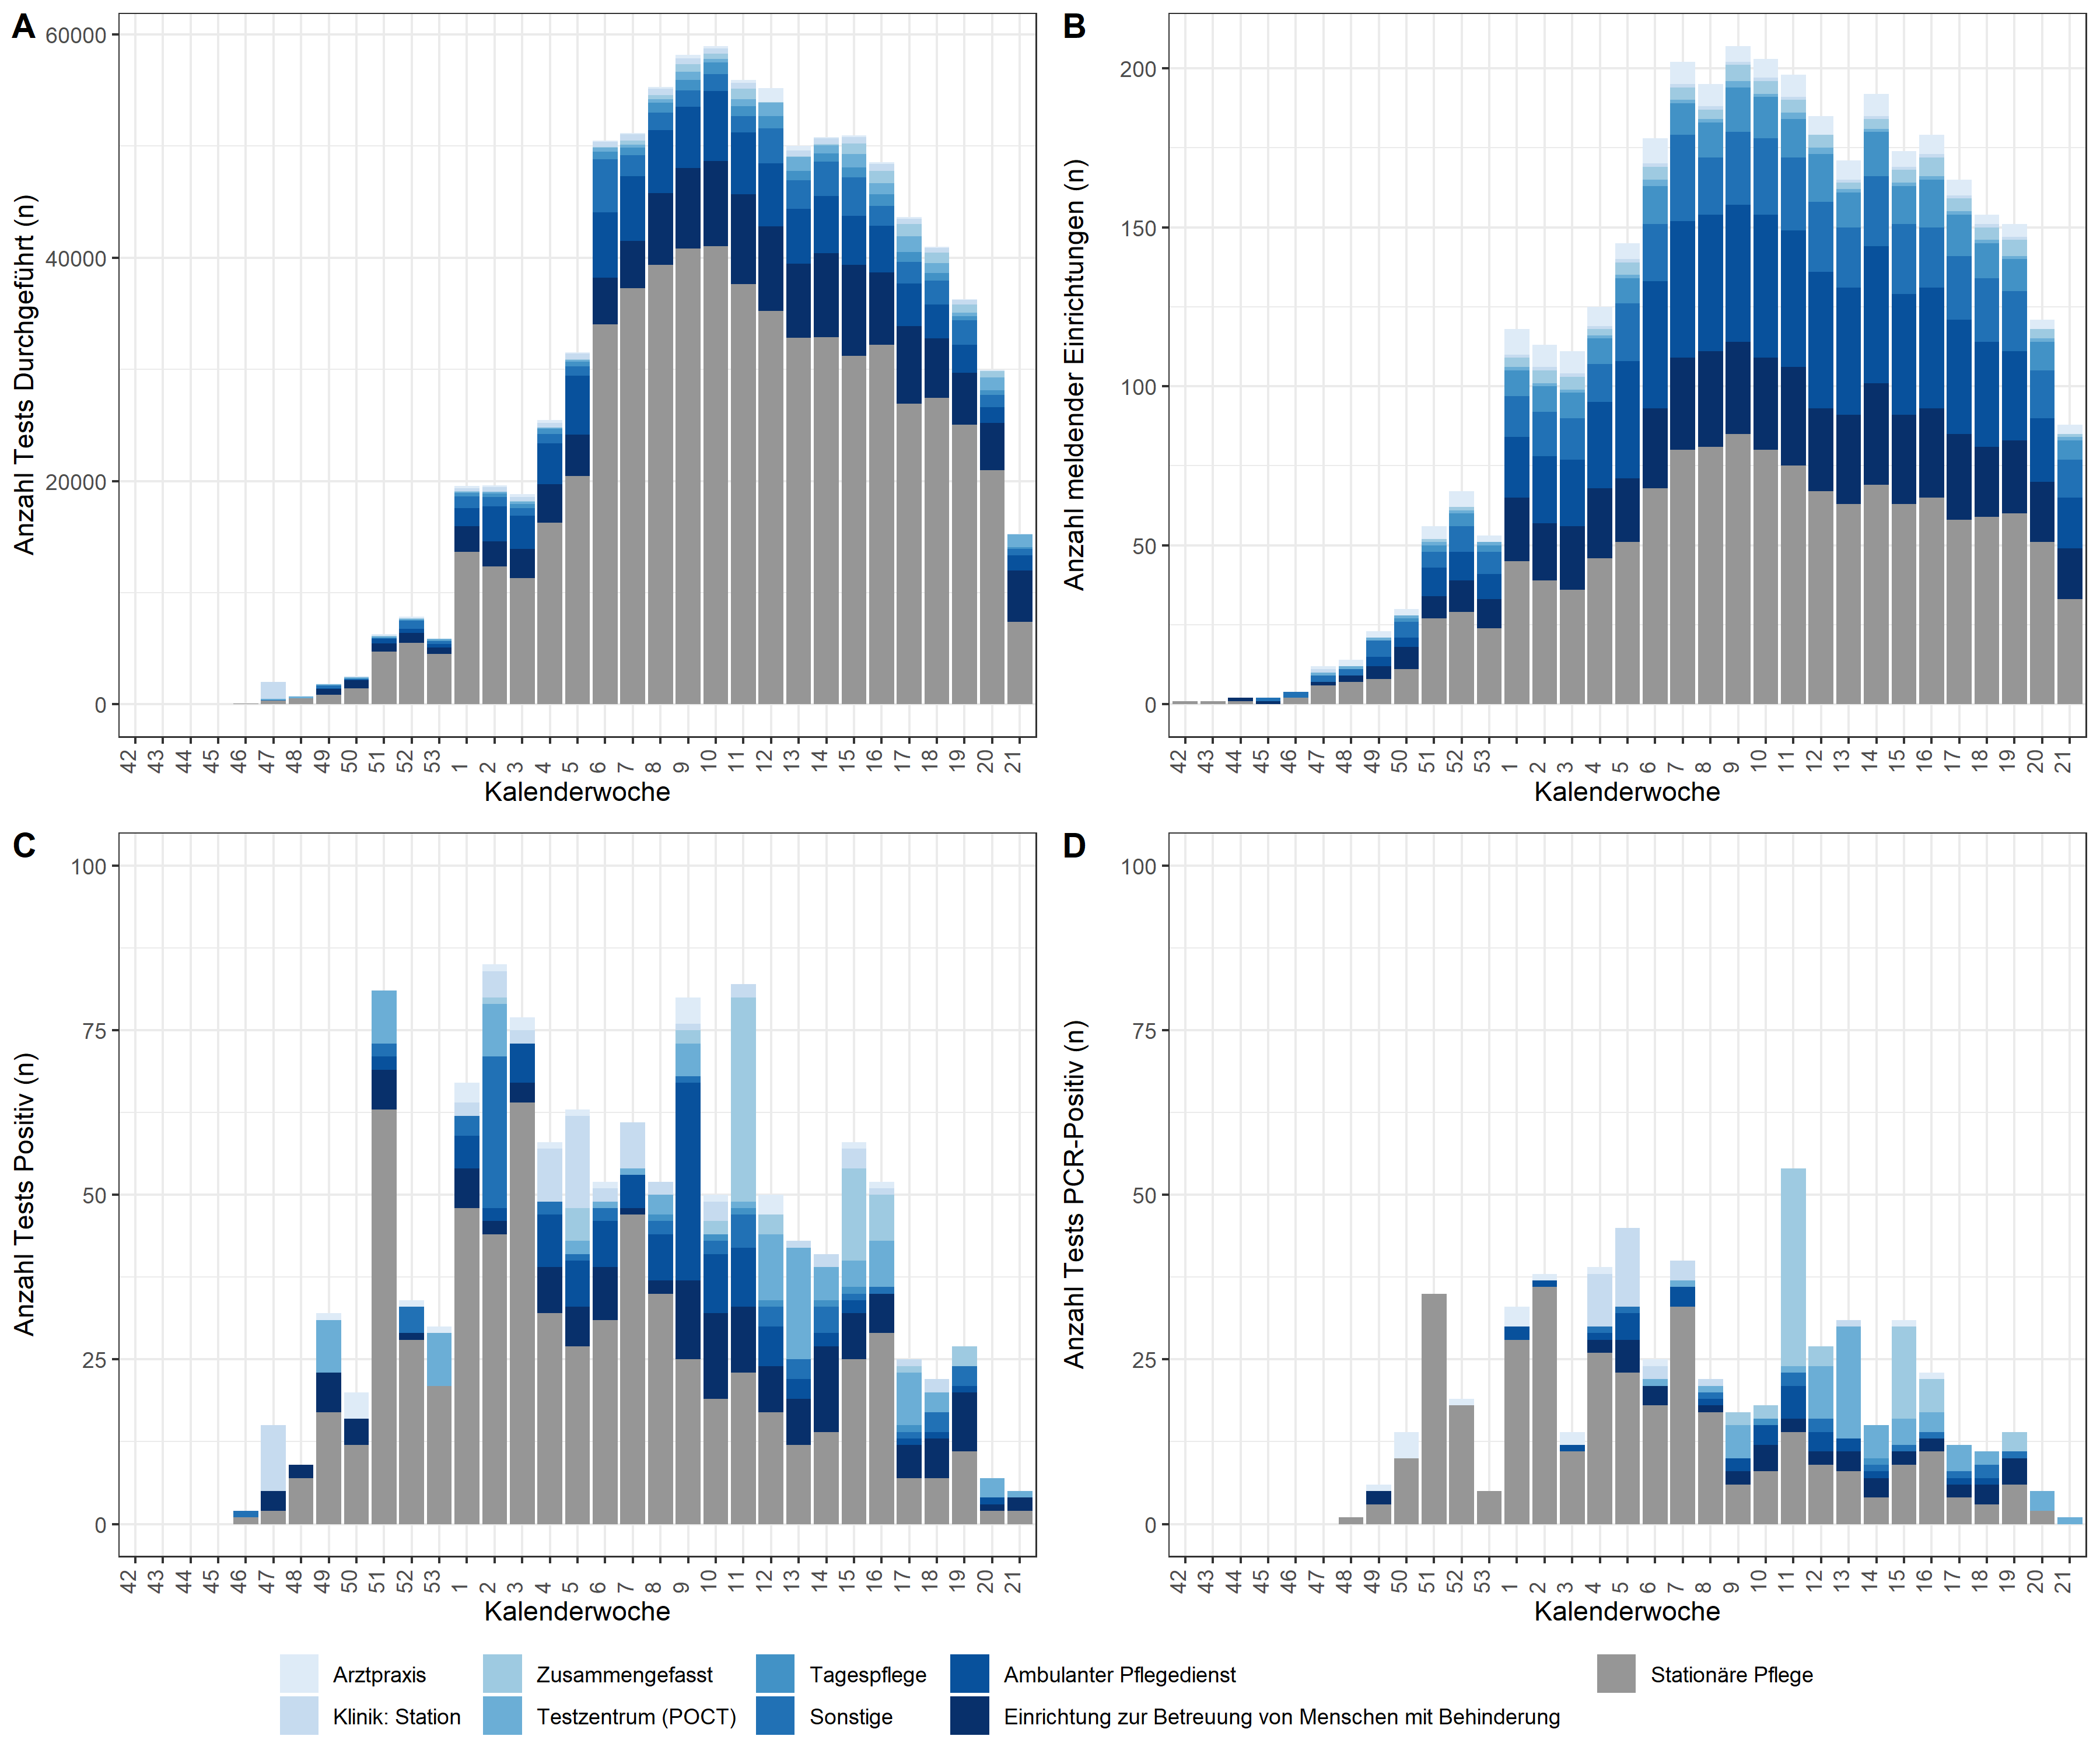 A
B
60000
40000
20000
0
Anzahl Tests Durchgeführt (n)
42 43 44 45 46 47 48 49 50 51 52 53 1 2 3 4 5 6 7 8 9 10 11 12 13 14 15 16 17 18 19 20 21
Kalenderwoche
200
150
100
50
0
Anzahl meldender Einrichtungen (n)
42 43 44 45 46 47 48 49 50 51 52 53 1 2 3 4 5 6 7 8 9 10 11 12 13 14 15 16 17 18 19 20 21
Kalenderwoche
C
D
100
75
50
25
0
Anzahl Tests Positiv (n)
42 43 44 45 46 47 48 49 50 51 52 53 1 2 3 4 5 6 7 8 9 10 11 12 13 14 15 16 17 18 19 20 21
Kalenderwoche
100
75
50
25
0
Anzahl Tests PCR-Positiv (n)
42 43 44 45 46 47 48 49 50 51 52 53 1 2 3 4 5 6 7 8 9 10 11 12 13 14 15 16 17 18 19 20 21
Kalenderwoche
Arztpraxis
Zusammengefasst
Tagespflege
Ambulanter Pflegedienst
Stationäre Pflege
Klinik: Station
Testzentrum (POCT)
Sonstige
Einrichtung zur Betreuung von Menschen mit Behinderung